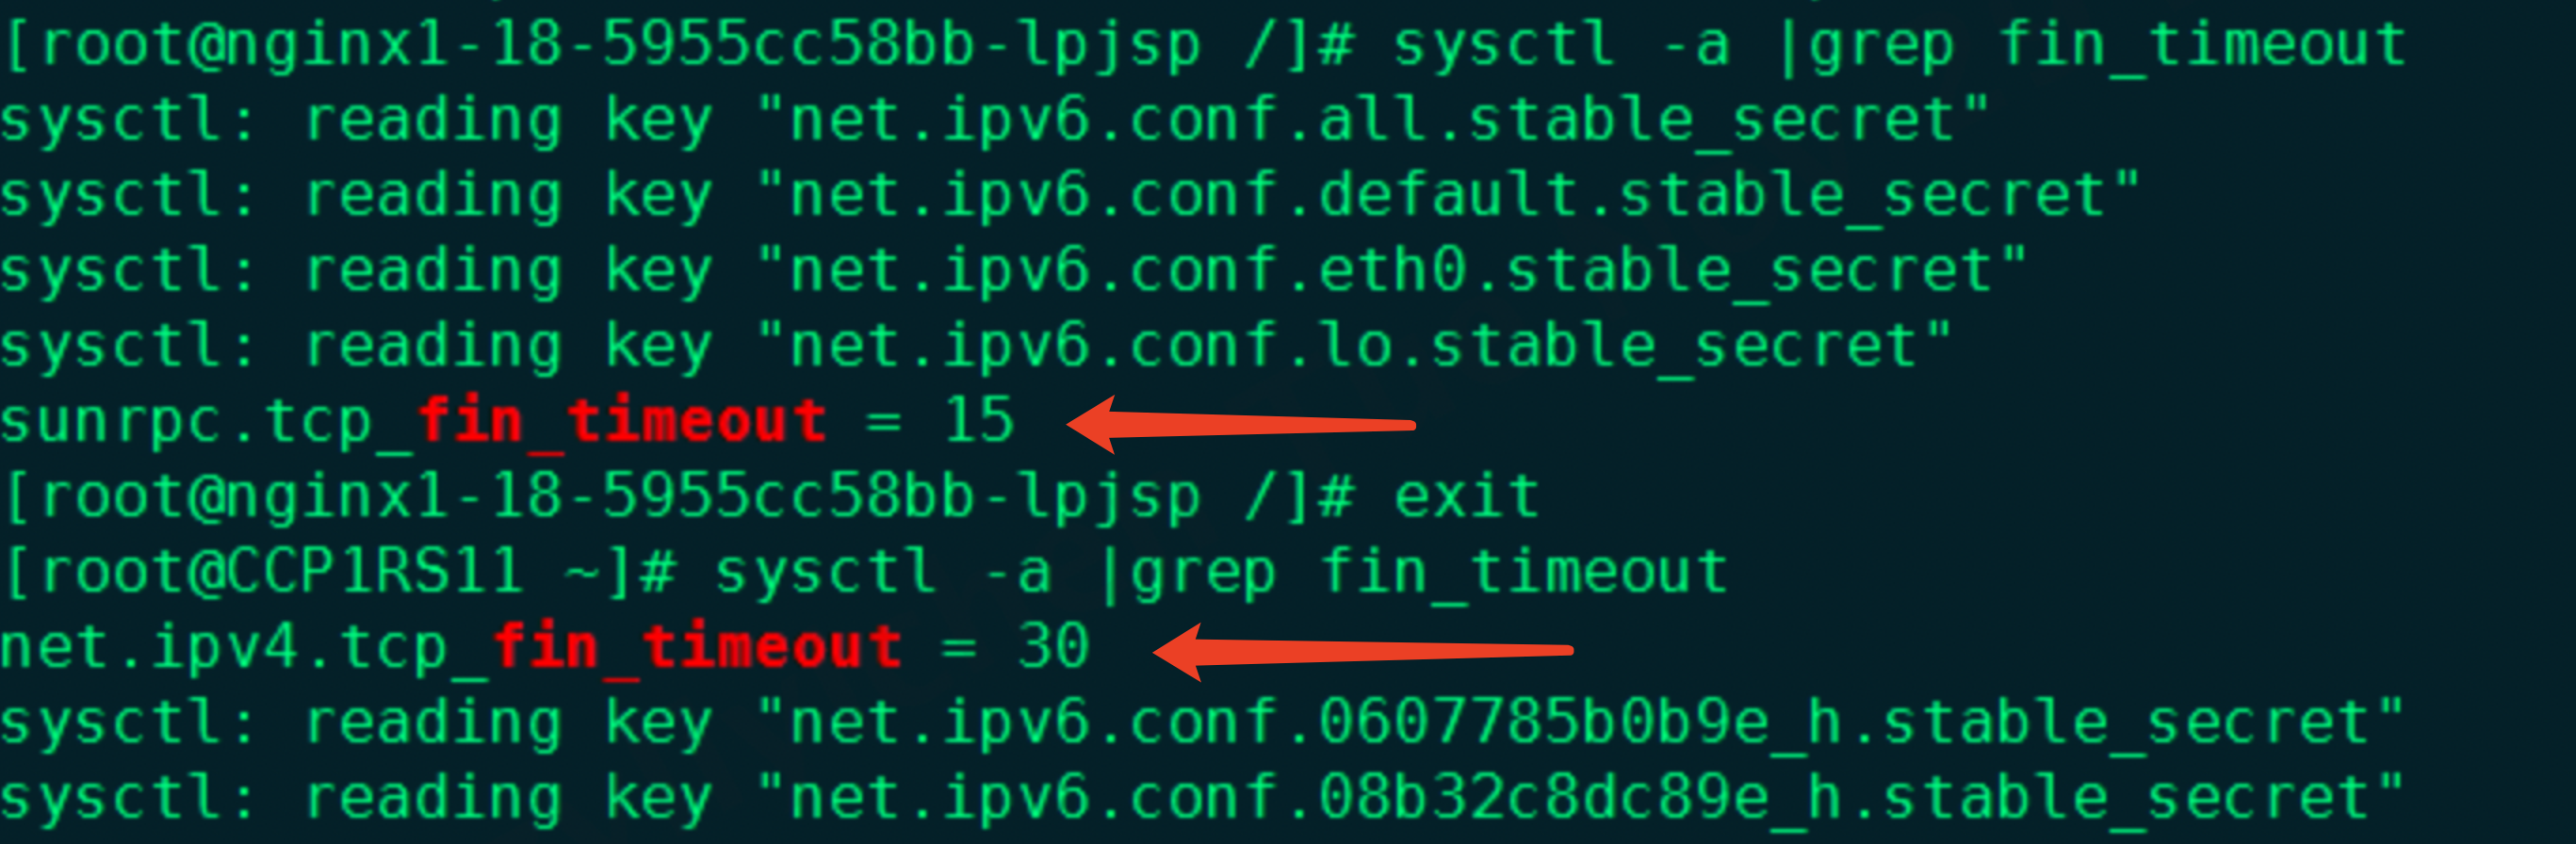 [root@nginx1-18-5955cc58bb-lpjsp /]# sysctl -a |grep fin_timeout
sysctl: reading key "net.ipv6.conf.all.stable_secret"
sysctl: reading key "net.ipv6.conf.default.stable_secret"
sysctl: reading key "net.ipv6.conf.eth0.stable_secret"
sysctl: reading key "net.ipv6.conf.lo.stable_secret"
sunrpc.tcp_fin_timeout = 15
[root@nginx1-18-5955cc58bb-lpjsp /]# exit
[root@CCP1RS11 ~]# sysctl -a |grep fin_timeout
net.ipv4.tcp_fin_timeout = 30
sysctl: reading key "net.ipv6.conf.0607785b0b9e_h.stable_secret"
sysctl: reading key "net.ipv6.conf.08b32c8dc89e_h.stable_secret"